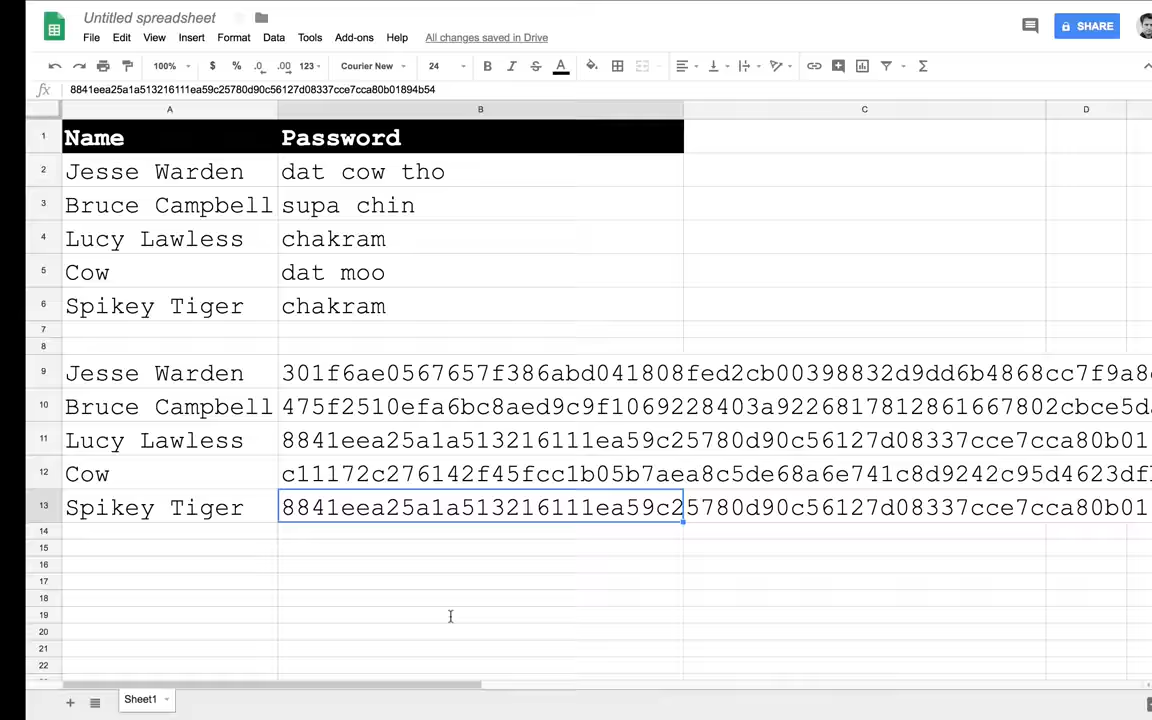 Untitled spreadsheet
File Edit View Insert Format Data Tools Add-ons Help All changes saved in Drive
SHARE
100% $ % .0 .00 123 Courier New 24 B I S A Σ
fx 8841eea25a1a513216111ea59c25780d90c56127d08337cce7cca80b01894b54
A B C D
1 Name Password
2 Jesse Warden dat cow tho
3 Bruce Campbell supa chin
4 Lucy Lawless chakram
5 Cow dat moo
6 Spikey Tiger chakram
7
8
9 Jesse Warden 301f6ae0567657f386abd041808fed2cb00398832d9dd6b4868cc7f9a8
10 Bruce Campbell 475f2510efa6bc8aed9c9f1069228403a9226817812861667802cbce5d
11 Lucy Lawless 8841eea25a1a513216111ea59c25780d90c56127d08337cce7cca80b01
12 Cow c11172c276142f45fcc1b05b7aea8c5de68a6e741c8d9242c95d4623df
13 Spikey Tiger 8841eea25a1a513216111ea59c25780d90c56127d08337cce7cca80b01
14
15
16
17
18
19
20
21
22
Sheet1